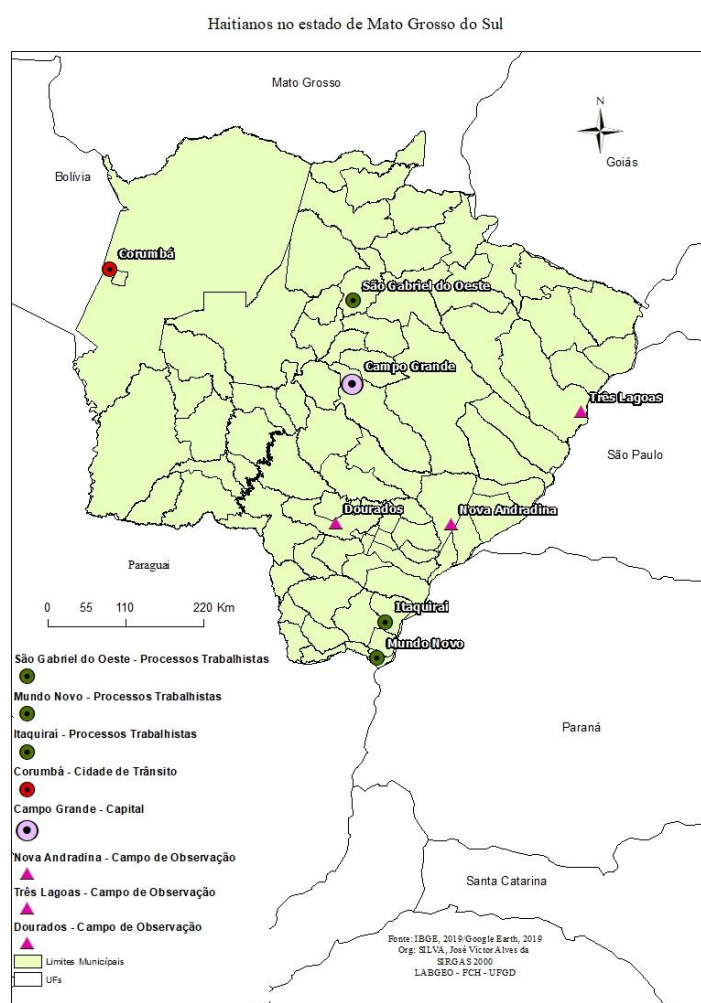 Haitianos no estado de Mato Grosso do Sul
Mato Grosso
N
Goiás
Bolívia
Corumbá
São Gabriel do Oeste
Campo Grande
Três Lagoas
São Paulo
Dourados
Nova Andradina
Paraguai
0 55 110 220 Km
Itaquiraí
Mundo Novo
São Gabriel do Oeste - Processos Trabalhistas
Mundo Novo - Processos Trabalhistas
Itaquiraí - Processos Trabalhistas
Corumbá - Cidade de Trânsito
Campo Grande - Capital
Nova Andradina - Campo de Observação
Três Lagoas - Campo de Observação
Dourados - Campo de Observação
Limites Municípais
UFs
Paraná
Santa Catarina
Fonte: IBGE, 2019/Google Earth, 2019
Org: SILVA, José Victor Alves da
SIRGAS 2000
LABGEO - FCH - UFGD